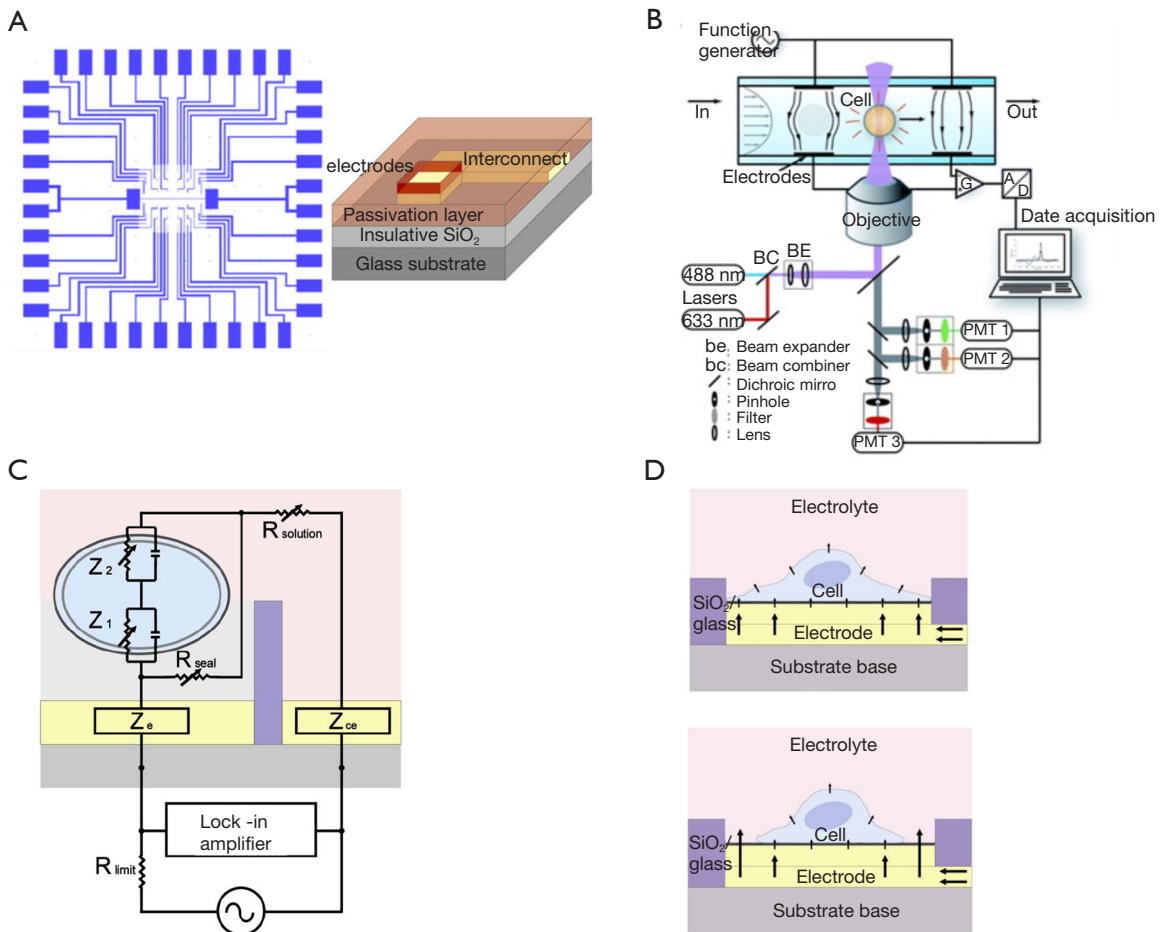 A
electrodes
Interconnect
Passivation layer
Insulative SiO2
Glass substrate
B
Function
generator
Cell
In
Out
Electrodes
G
A
D
Objective
Date acquisition
BC
BE
488 nm
Lasers
633 nm
PMT 1
PMT 2
be : Beam expander
bc : Beam combiner
: Dichroic mirro
: Pinhole
: Filter
: Lens
PMT 3
C
R solution
Z2
Z1
R seal
Z e
Z ce
Lock -in
amplifier
R limit
D
Electrolyte
Cell
SiO2/
glass
Electrode
Substrate base
Electrolyte
Cell
SiO2/
glass
Electrode
Substrate base